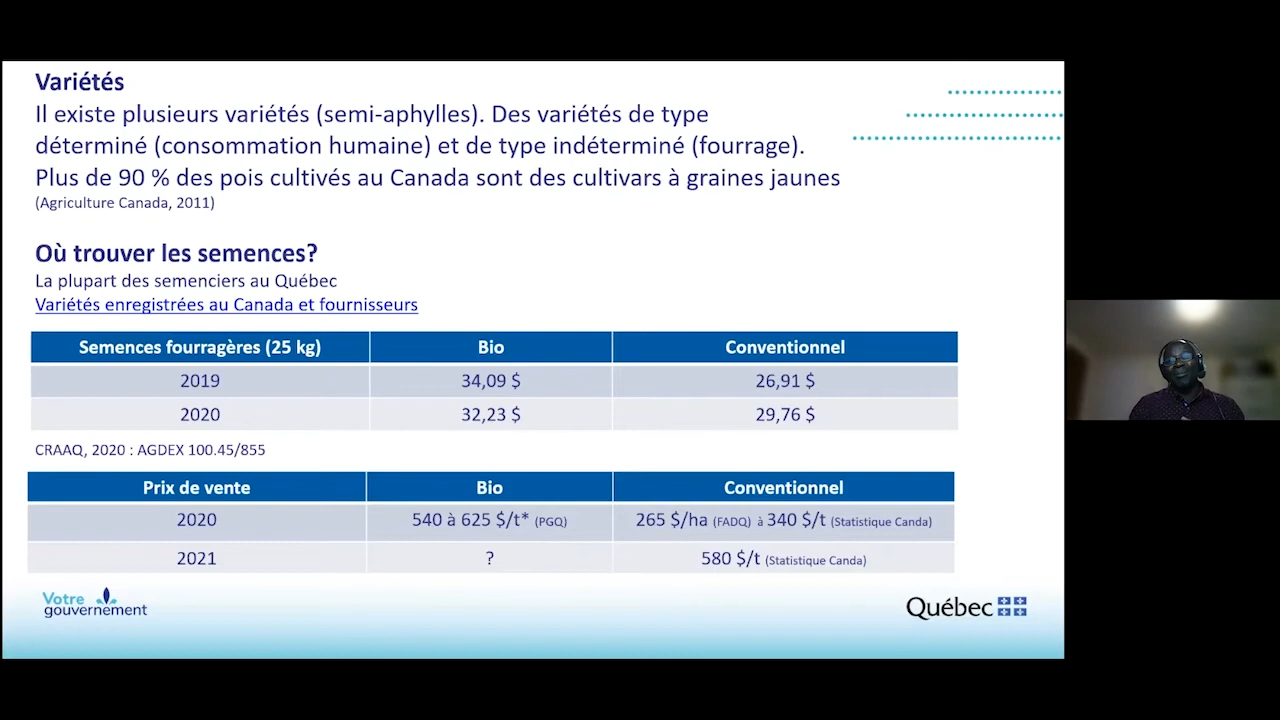 Variétés
Il existe plusieurs variétés (semi-aphylles). Des variétés de type
déterminé (consommation humaine) et de type indéterminé (fourrage).
Plus de 90 % des pois cultivés au Canada sont des cultivars à graines jaunes
(Agriculture Canada, 2011)
Où trouver les semences?
La plupart des semenciers au Québec
Variétés enregistrées au Canada et fournisseurs
Semences fourragères (25 kg) Bio Conventionnel
2019 34,09 $ 26,91 $
2020 32,23 $ 29,76 $
CRAAQ, 2020 : AGDEX 100.45/855
Prix de vente Bio Conventionnel
2020 540 à 625 $/t* (PGQ) 265 $/ha (FADQ) à 340 $/t (Statistique Canda)
2021 ? 580 $/t (Statistique Canda)
Votre
gouvernement
Québec